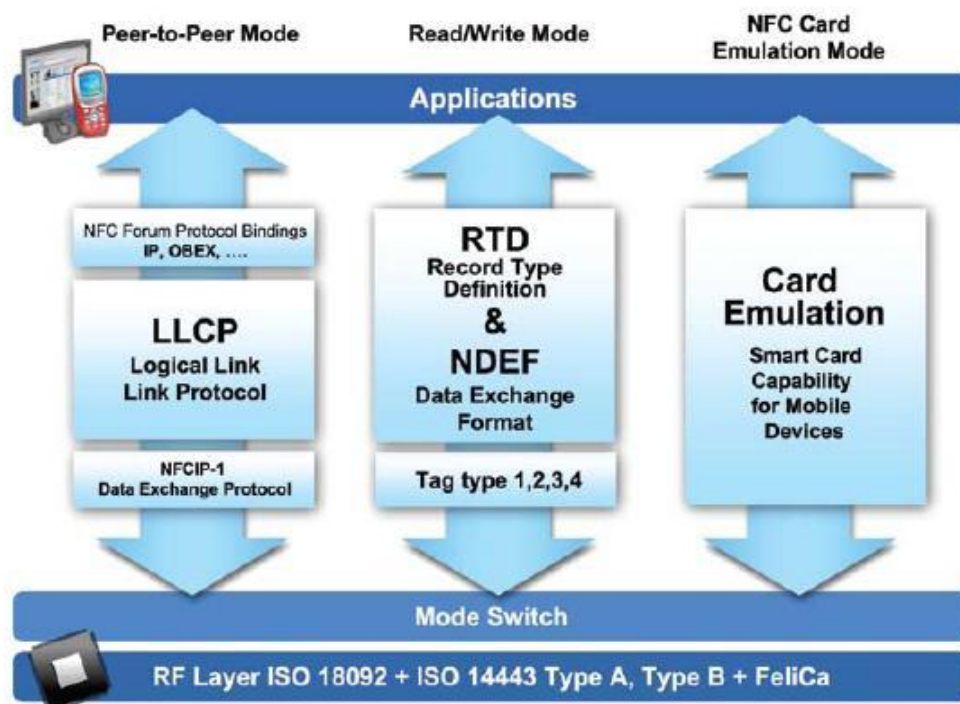 Peer-to-Peer Mode
Read/Write Mode
NFC Card
Emulation Mode
Applications
NFC Forum Protocol Bindings
IP, OBEX, ....
LLCP
Logical Link
Link Protocol
NFCIP-1
Data Exchange Protocol
RTD
Record Type
Definition
&
NDEF
Data Exchange
Format
Tag type 1,2,3,4
Card
Emulation
Smart Card
Capability
for Mobile
Devices
Mode Switch
RF Layer ISO 18092 + ISO 14443 Type A, Type B + FeliCa